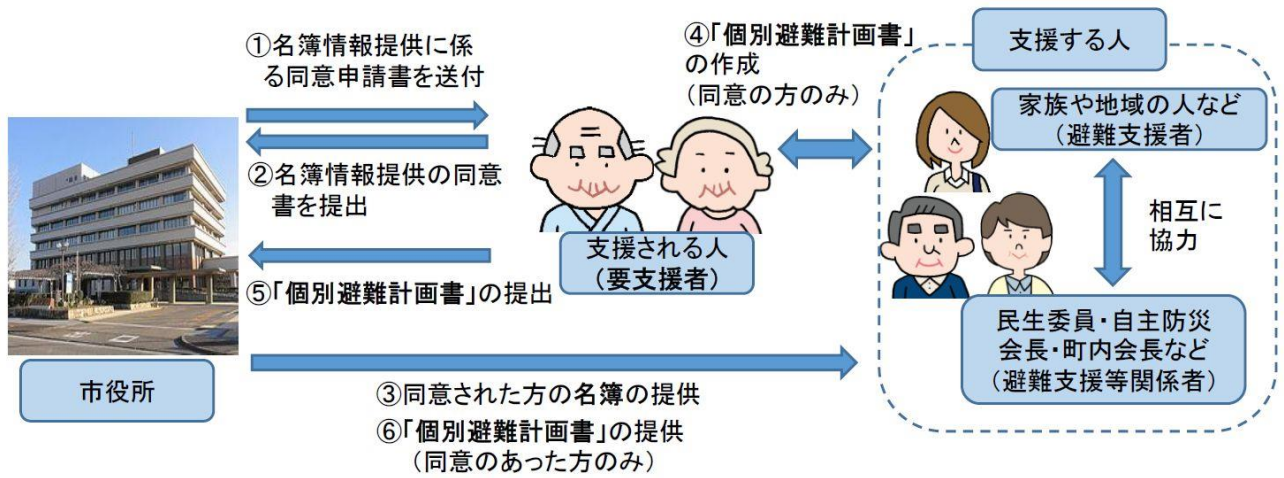 ①名簿情報提供に係
る同意申請書を送付
②名簿情報提供の同意
書を提出
⑤「個別避難計画書」の提出
市役所
支援される人
(要支援者)
④「個別避難計画書」
の作成
(同意の方のみ)
支援する人
家族や地域の人など
(避難支援者)
相互に
協力
民生委員・自主防災
会長・町内会長など
(避難支援等関係者)
③同意された方の名簿の提供
⑥「個別避難計画書」の提供
(同意のあった方のみ)